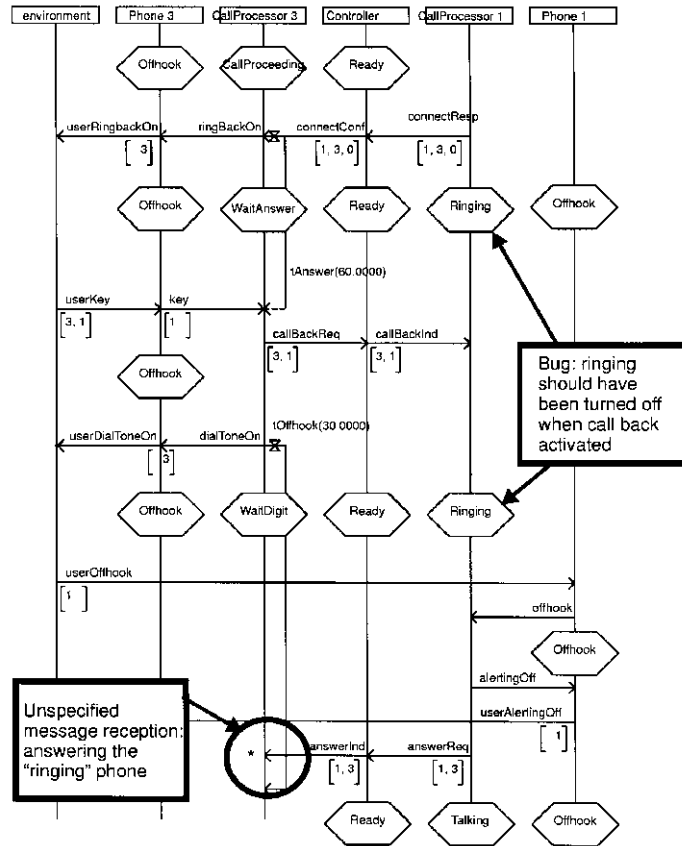 environment Phone 3 CallProcessor 3 Controller CallProcessor 1 Phone 1
Offhook CallProceeding Ready
connectResp
userRingbackOn ringBackOn connectConf
[ 3] [1, 3, 0] [1, 3, 0]
Offhook WaitAnswer Ready Ringing Offhook
tAnswer(60.0000)
userKey key
[3, 1] [1 ]
callBackReq callBackInd
[3, 1] [3, 1]
Offhook
Bug: ringing
should have
been turned off
when call back
activated
tOffhook(30.0000)
userDialToneOn dialToneOn
[ 3]
Offhook WaitDigit Ready Ringing
userOffhook
[1 ]
offhook
Offhook
alertingOff
userAlertingOff
[ 1]
Unspecified
message reception:
answering the
"ringing" phone
* answerInd answerReq
[1, 3] [1, 3]
Ready Talking Offhook